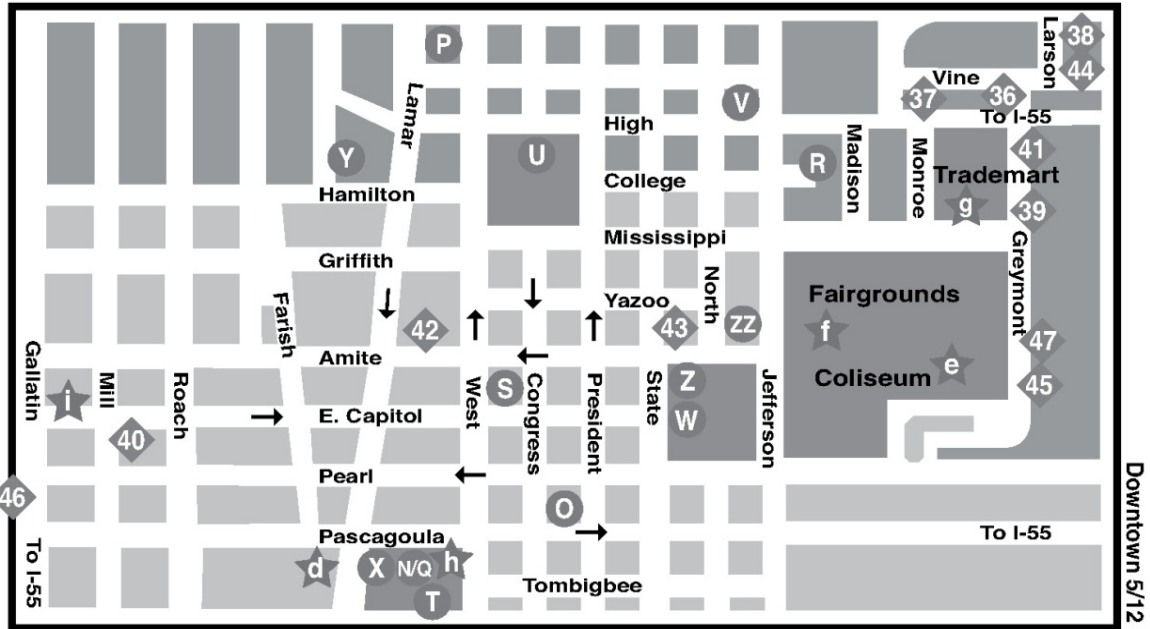 P
Larson
38
44
Vine
37
36
To I-55
Lamar
V
High
Y
U
41
R
Madison
Monroe
Trademart
College
Hamilton
g
39
Mississippi
Griffith
Greymont
North
Fairgrounds
Yazoo
Farish
42
43
ZZ
f
47
Gallatin
Amite
e
45
Mill
Roach
i
West
S
Congress
President
State
Z
W
Jefferson
Coliseum
E. Capitol
40
Pearl
46
O
Downtown 5/12
Pascagoula
To I-55
To I-55
d
X
N/Q
h
T
Tombigbee